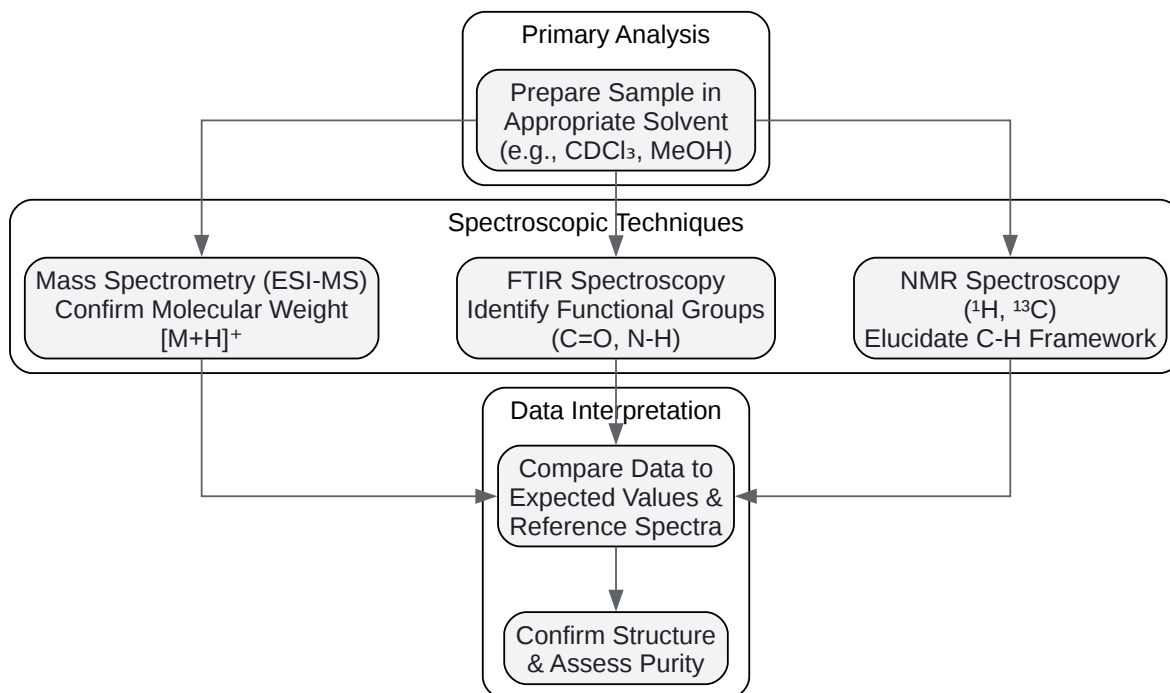 Primary Analysis
Prepare Sample in
Appropriate Solvent
(e.g., CDCl₃, MeOH)
Spectroscopic Techniques
Mass Spectrometry (ESI-MS)
Confirm Molecular Weight
[M+H]⁺
FTIR Spectroscopy
Identify Functional Groups
(C=O, N-H)
NMR Spectroscopy
(¹H, ¹³C)
Elucidate C-H Framework
Data Interpretation
Compare Data to
Expected Values &
Reference Spectra
Confirm Structure
& Assess Purity